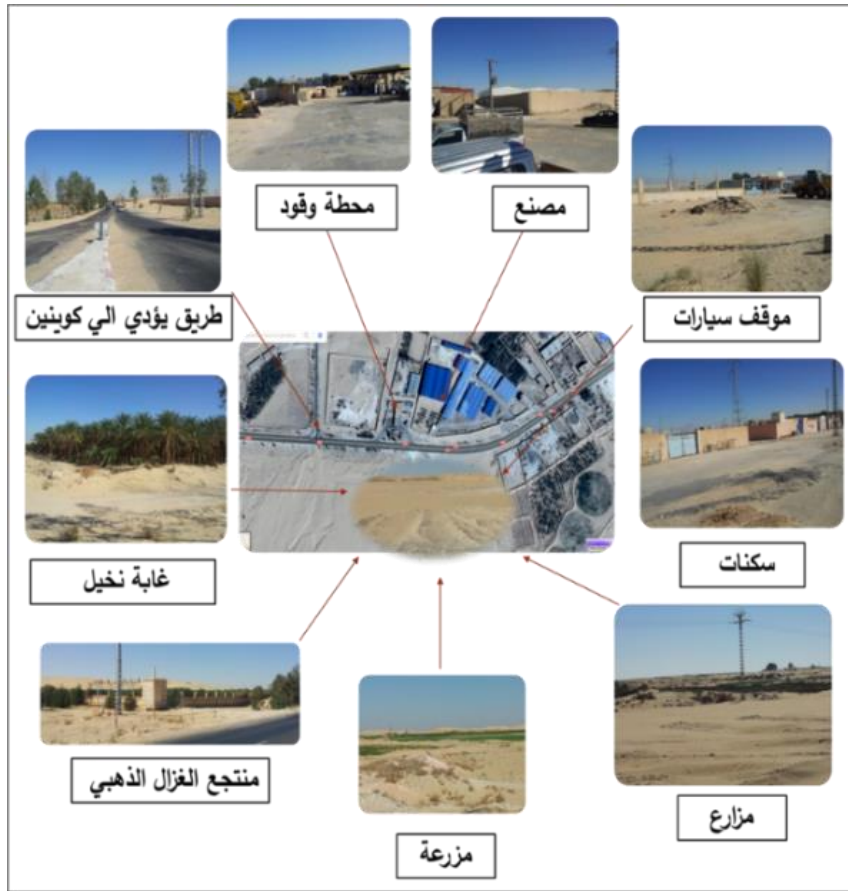 محطة وقود
مصنع
طريق يؤدي الي كوينين
موقف سيارات
غابة نخيل
سكنات
منتجع الغزال الذهبي
مزرعة
مزارع